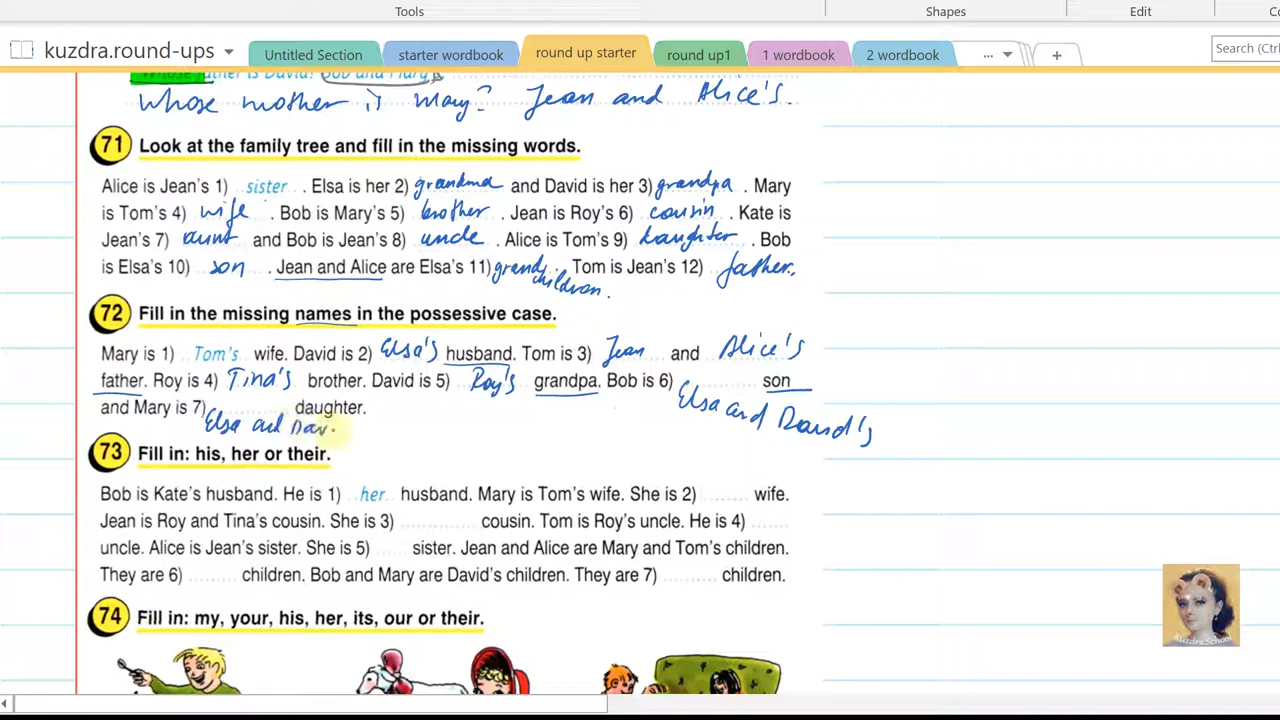 Tools Shapes Edit Co
kuzdra.round-ups Untitled Section starter wordbook round up starter round up1 1 wordbook 2 wordbook ... + Search (Ctrl
Whose father is David? Bob and Mary
Whose mother is Mary? Jean and Alice's.
71 Look at the family tree and fill in the missing words.
Alice is Jean's 1) sister . Elsa is her 2) grandma and David is her 3) grandpa . Mary
is Tom's 4) wife . Bob is Mary's 5) brother . Jean is Roy's 6) cousin . Kate is
Jean's 7) aunt and Bob is Jean's 8) uncle . Alice is Tom's 9) daughter . Bob
is Elsa's 10) son . Jean and Alice are Elsa's 11) grand . Tom is Jean's 12) father.
children.
72 Fill in the missing names in the possessive case.
Mary is 1) Tom's wife. David is 2) Elsa's husband. Tom is 3) Jean and Alice's
father. Roy is 4) Tina's brother. David is 5) Roy's grandpa. Bob is 6) son
Elsa and David's
and Mary is 7) daughter.
Elsa and Dav
73 Fill in: his, her or their.
Bob is Kate's husband. He is 1) her husband. Mary is Tom's wife. She is 2) ....... wife.
Jean is Roy and Tina's cousin. She is 3) ........ cousin. Tom is Roy's uncle. He is 4) ......
uncle. Alice is Jean's sister. She is 5) ...... sister. Jean and Alice are Mary and Tom's children.
They are 6) ........ children. Bob and Mary are David's children. They are 7) ........ children.
74 Fill in: my, your, his, her, its, our or their.
Kuzdra.School